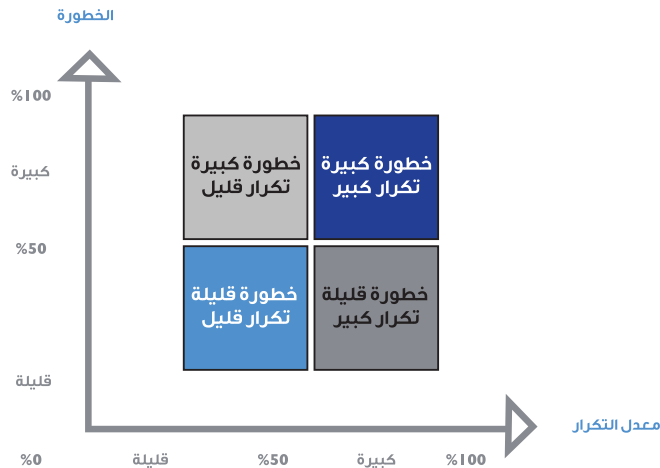 الخطورة
%100
كبيرة
%50
قليلة
خطورة كبيرة
تكرار كبير
خطورة كبيرة
تكرار قليل
خطورة قليلة
تكرار كبير
خطورة قليلة
تكرار قليل
معدل التكرار
%0
قليلة
%50
كبيرة
%100